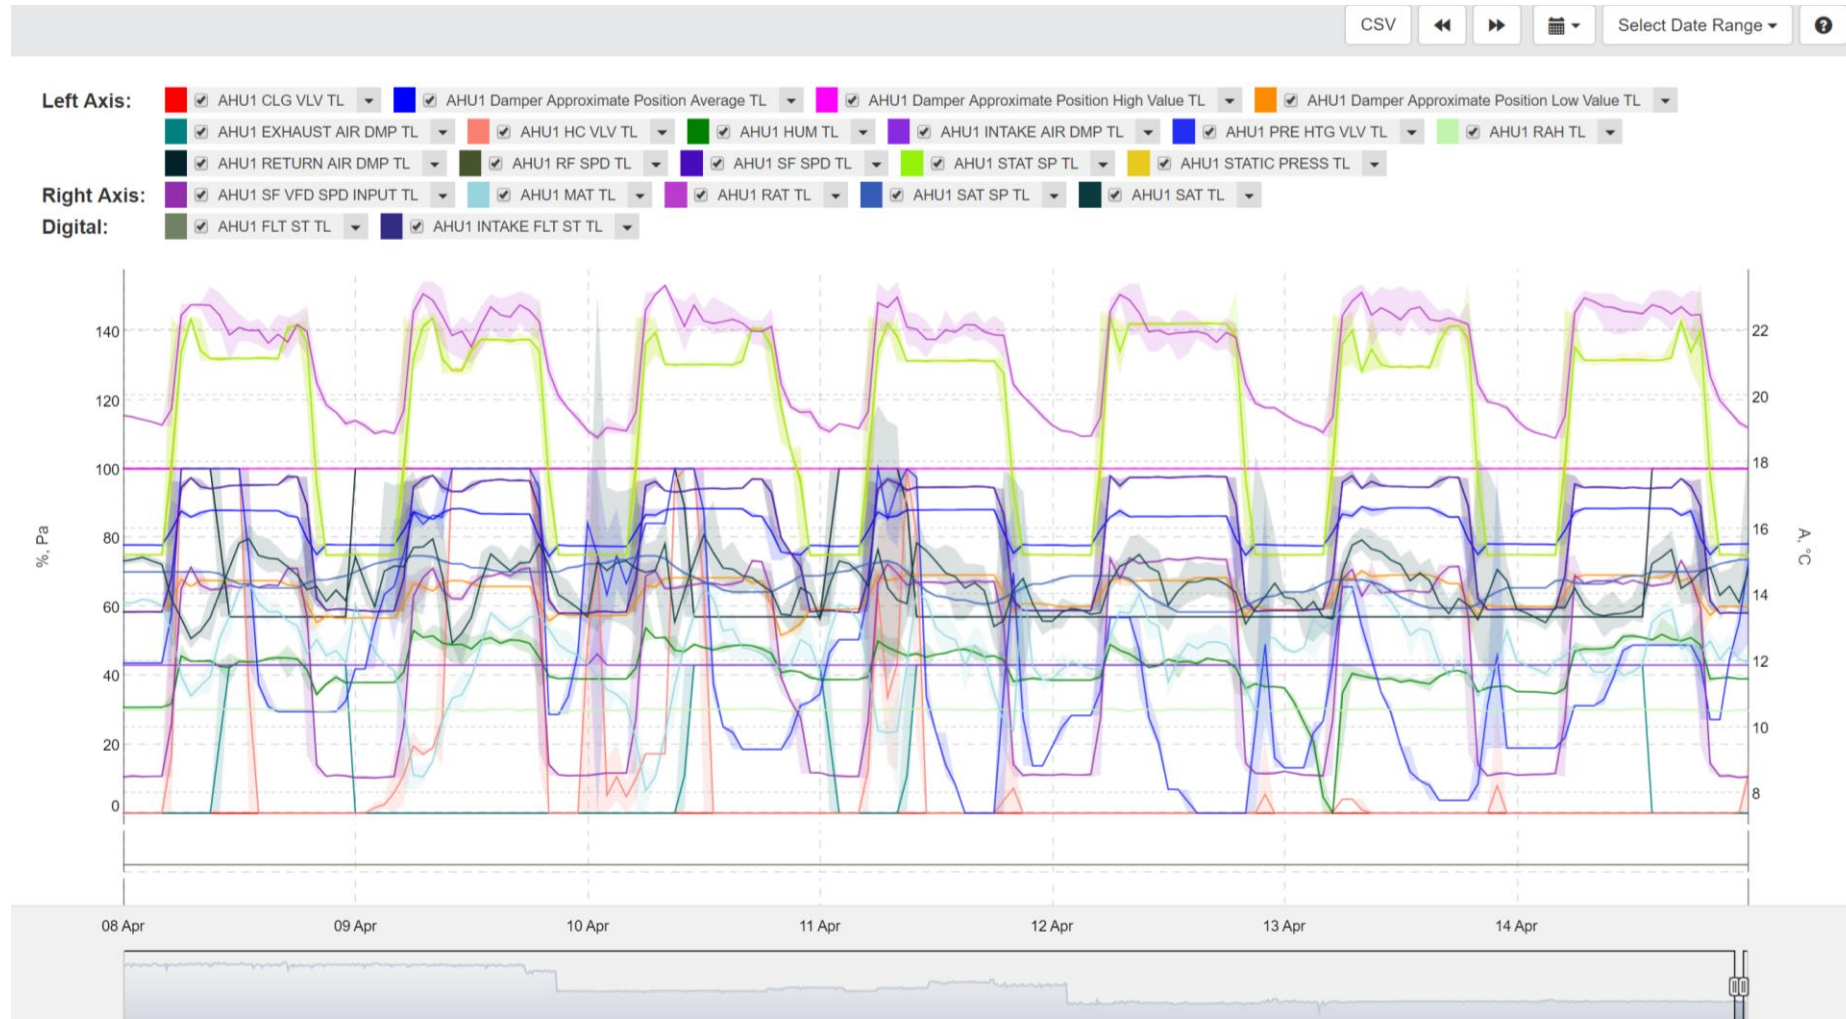 CSV Select Date Range
Left Axis: AHU1 CLG VLV TL AHU1 Damper Approximate Position Average TL AHU1 Damper Approximate Position High Value TL AHU1 Damper Approximate Position Low Value TL
AHU1 EXHAUST AIR DMP TL AHU1 HC VLV TL AHU1 HUM TL AHU1 INTAKE AIR DMP TL AHU1 PRE HTG VLV TL AHU1 RAH TL
AHU1 RETURN AIR DMP TL AHU1 RF SPD TL AHU1 SF SPD TL AHU1 STAT SP TL AHU1 STATIC PRESS TL
Right Axis: AHU1 SF VFD SPD INPUT TL AHU1 MAT TL AHU1 RAT TL AHU1 SAT SP TL AHU1 SAT TL
Digital: AHU1 FLT ST TL AHU1 INTAKE FLT ST TL
140 22
120 20
100 18
80 16
%, Pa
A, °C
60 14
40 12
20 10
0 8
08 Apr 09 Apr 10 Apr 11 Apr 12 Apr 13 Apr 14 Apr